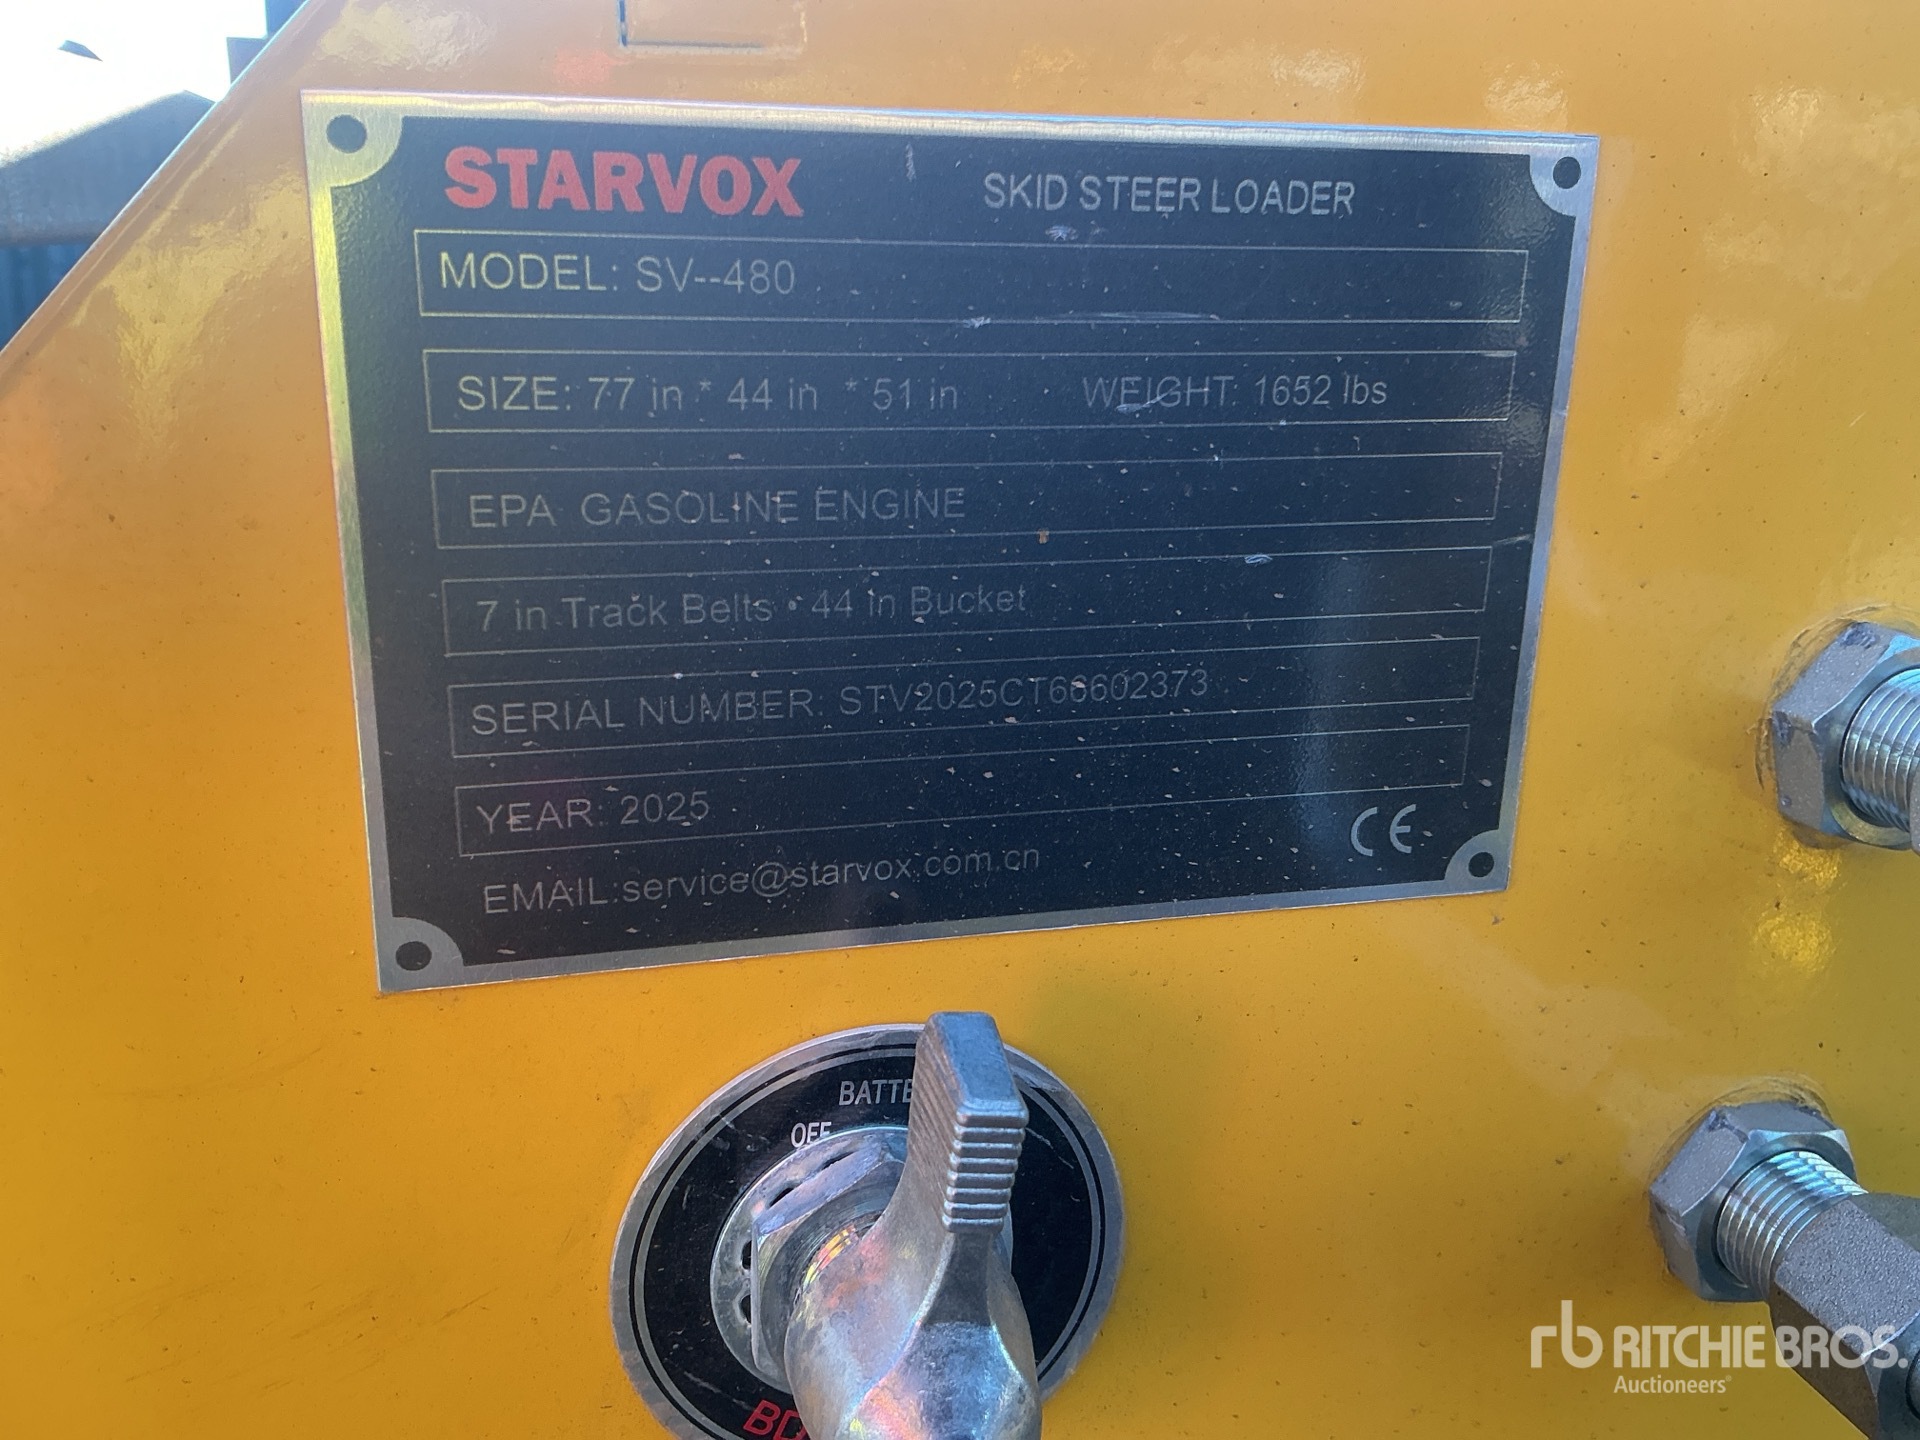 STARVOX SKID STEER LOADER
MODEL: SV--480
SIZE: 77 in * 44 in * 51 in WEIGHT: 1652 lbs
EPA GASOLINE ENGINE
7 in Track Belts • 44 in Bucket
SERIAL NUMBER: STV2025CT66602373
YEAR: 2025
CE
EMAIL:service@starvox.com.cn
BATTE
OFF
BD
rb RITCHIE BROS.
Auctioneers